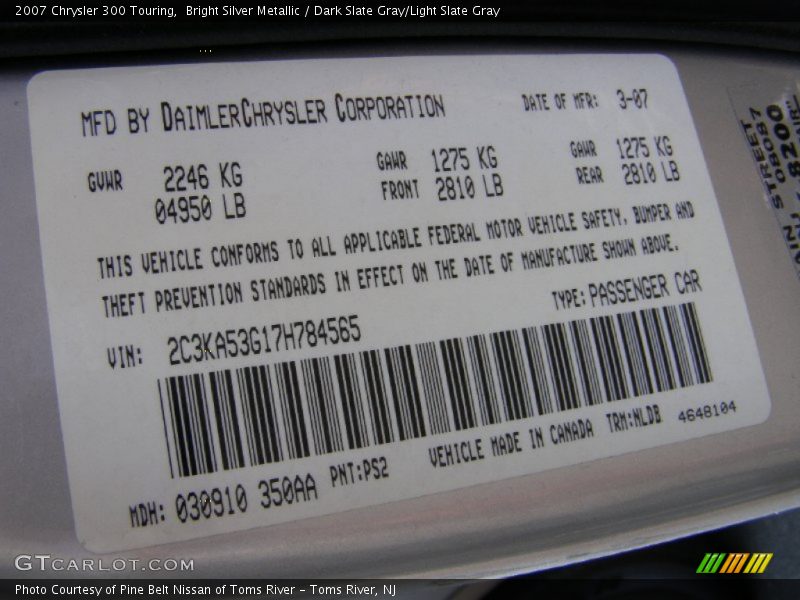 2007 Chrysler 300 Touring,  Bright Silver Metallic / Dark Slate Gray/Light Slate Gray
MFD BY DAIMLERCHRYSLER CORPORATION DATE OF MFR: 3-07
GVWR 2246 KG GAWR 1275 KG GAWR 1275 KG
04950 LB FRONT 2810 LB REAR 2810 LB
THIS VEHICLE CONFORMS TO ALL APPLICABLE FEDERAL MOTOR VEHICLE SAFETY, BUMPER AND
THEFT PREVENTION STANDARDS IN EFFECT ON THE DATE OF MANUFACTURE SHOWN ABOVE.
VIN: 2C3KA53G17H784565 TYPE: PASSENGER CAR
MDH: 030910 350AA PNT:PS2 VEHICLE MADE IN CANADA TRM:NLDB 4648104
STREET
08087
8200
GTCARLOT.COM
Photo Courtesy of Pine Belt Nissan of Toms River – Toms River, NJ